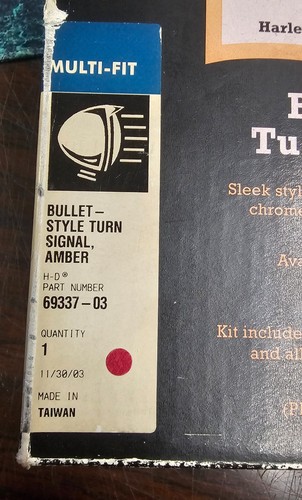 MULTI-FIT
BULLET-
STYLE TURN
SIGNAL,
AMBER
H-D®
PART NUMBER
69337-03
QUANTITY
1
11/30/03
MADE IN
TAIWAN
Harle
Tu
Sleek styl
chrome
Ava
Kit include
and al
(P